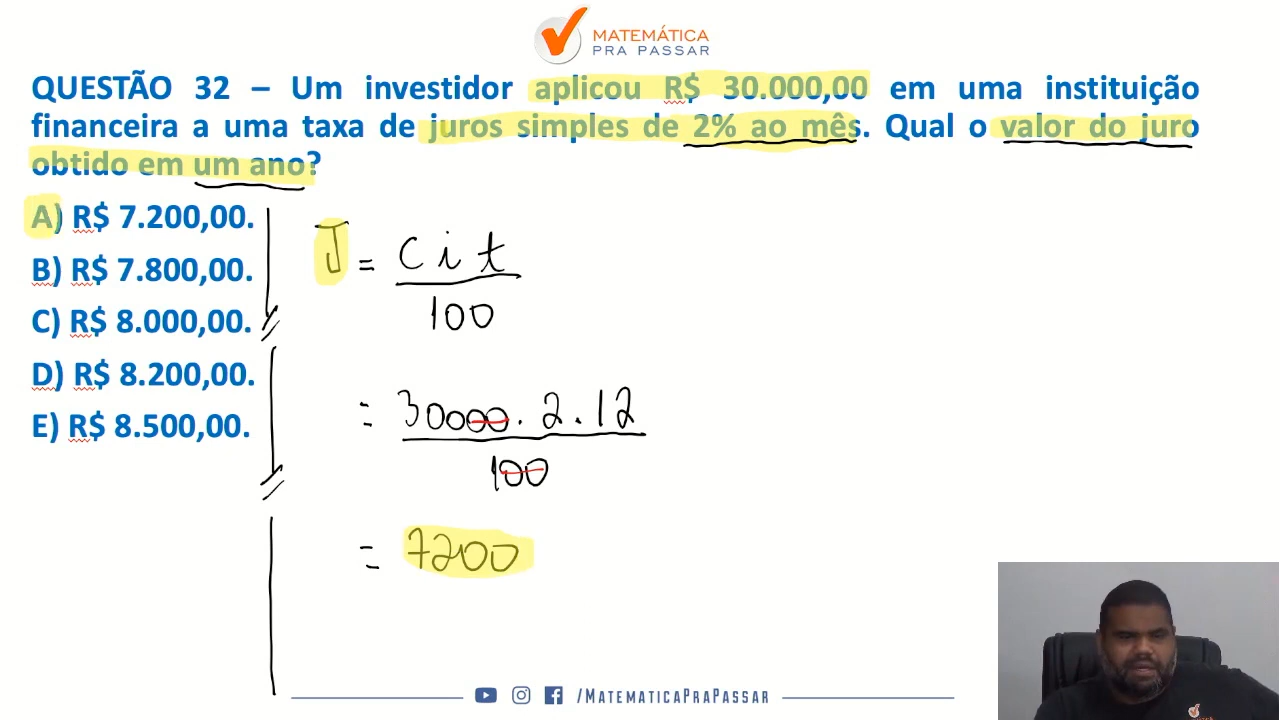 MATEMÁTICA
PRA PASSAR
QUESTÃO 32 – Um investidor aplicou R$ 30.000,00 em uma instituição
financeira a uma taxa de juros simples de 2% ao mês. Qual o valor do juro
obtido em um ano?
A) R$ 7.200,00.
B) R$ 7.800,00.
C) R$ 8.000,00.
D) R$ 8.200,00.
E) R$ 8.500,00.
J = c i t
100
= 30000 . 2 . 12
100
= 7200
/MATEMATICAPRAPASSAR